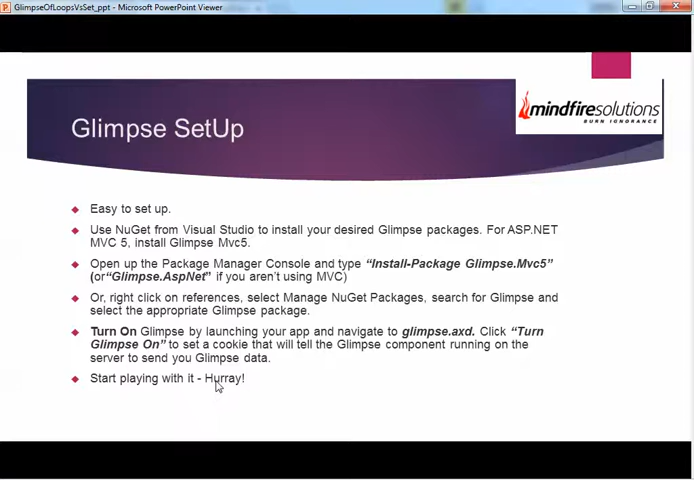 GlimpseOfLoopsVsSet_ppt - Microsoft PowerPoint Viewer
mindfiresolutions
BURN IGNORANCE
Glimpse SetUp
Easy to set up.
Use NuGet from Visual Studio to install your desired Glimpse packages. For ASP.NET
MVC 5, install Glimpse Mvc5.
Open up the Package Manager Console and type “Install-Package Glimpse.Mvc5”
(or“Glimpse.AspNet” if you aren’t using MVC)
Or, right click on references, select Manage NuGet Packages, search for Glimpse and
select the appropriate Glimpse package.
Turn On Glimpse by launching your app and navigate to glimpse.axd. Click “Turn
Glimpse On” to set a cookie that will tell the Glimpse component running on the
server to send you Glimpse data.
Start playing with it - Hurray!